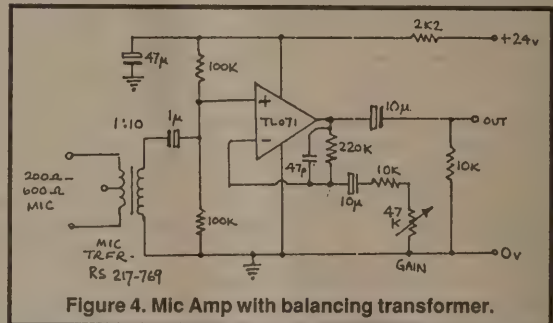 2K2
+24v
47µ
100K
1:10
1µ
+
TL071
-
10µ
OUT
200Ω-
600Ω
MIC
47p
220K
10µ
10K
10K
47
K
100K
GAIN
0v
MIC
TRFR-
RS 217-769
Figure 4. Mic Amp with balancing transformer.